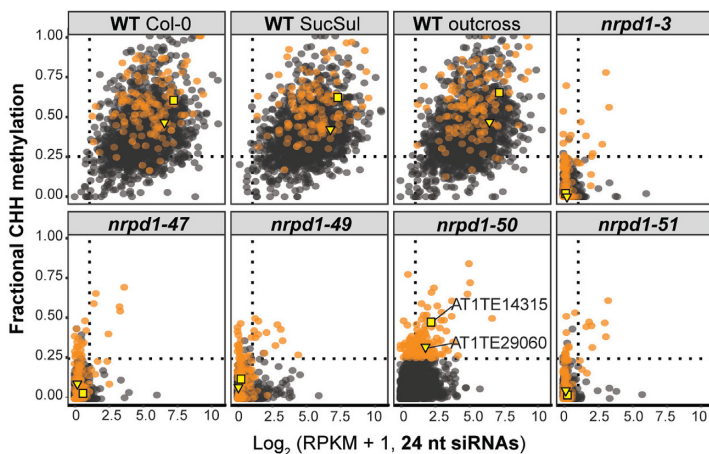 WT Col-0 WT SucSul WT outcross nrpd1-3
1.00
0.75
0.50
0.25
0.00
nrpd1-47 nrpd1-49 nrpd1-50 nrpd1-51
1.00
0.75
0.50
0.25
0.00
AT1TE14315
AT1TE29060
0 2.5 5.0 7.5 10 0 2.5 5.0 7.5 10 0 2.5 5.0 7.5 10 0 2.5 5.0 7.5 10
Fractional CHH methylation
Log2 (RPKM + 1, 24 nt siRNAs)